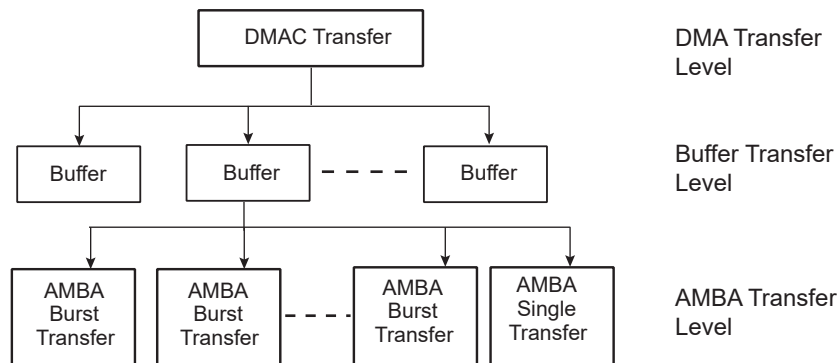 DMAC Transfer
DMA Transfer
Level
Buffer
Buffer
Buffer
Buffer Transfer
Level
AMBA
Burst
Transfer
AMBA
Burst
Transfer
AMBA
Burst
Transfer
AMBA
Single
Transfer
AMBA Transfer
Level